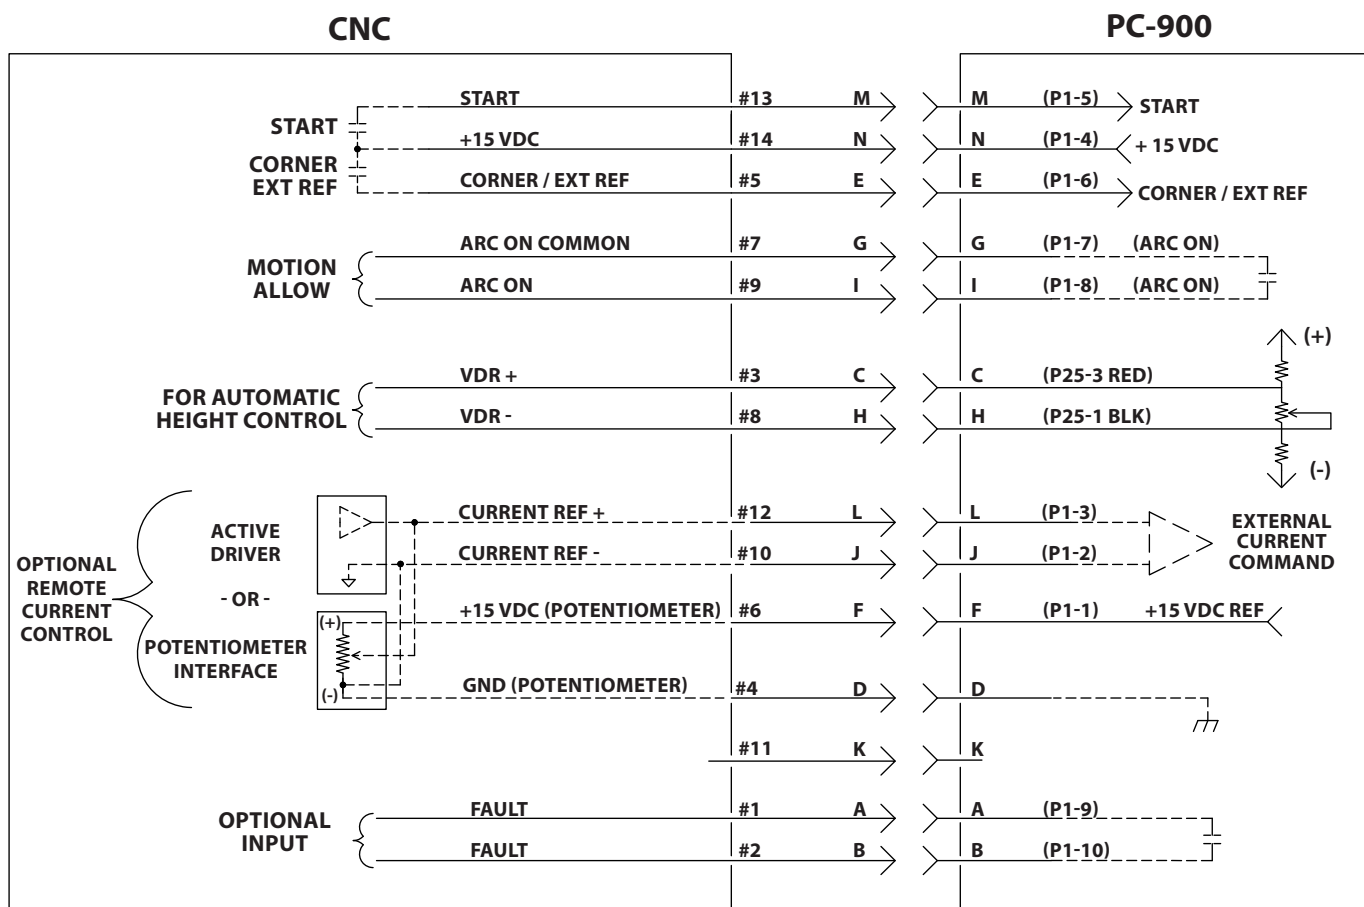 CNC
PC-900
START
#13
M
M
(P1-5)
START
START
+15 VDC
#14
N
N
(P1-4)
+ 15 VDC
CORNER
EXT REF
CORNER / EXT REF
#5
E
E
(P1-6)
CORNER / EXT REF
MOTION
ALLOW
ARC ON COMMON
#7
G
G
(P1-7)
(ARC ON)
ARC ON
#9
I
I
(P1-8)
(ARC ON)
(+)
FOR AUTOMATIC
HEIGHT CONTROL
VDR +
#3
C
C
(P25-3 RED)
VDR -
#8
H
H
(P25-1 BLK)
(-)
OPTIONAL
REMOTE
CURRENT
CONTROL
ACTIVE
DRIVER
- OR -
POTENTIOMETER
INTERFACE
CURRENT REF +
#12
L
L
(P1-3)
CURRENT REF -
#10
J
J
(P1-2)
EXTERNAL
CURRENT
COMMAND
(+)
+15 VDC (POTENTIOMETER)
#6
F
F
(P1-1)
+15 VDC REF
(-)
GND (POTENTIOMETER)
#4
D
D
#11
K
K
OPTIONAL
INPUT
FAULT
#1
A
A
(P1-9)
FAULT
#2
B
B
(P1-10)